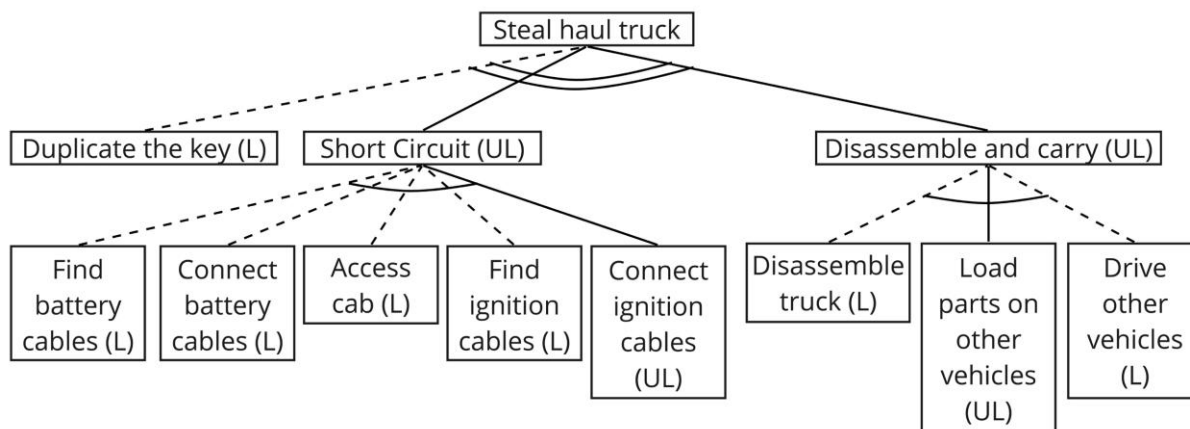 Steal haul truck
Duplicate the key (L)
Short Circuit (UL)
Disassemble and carry (UL)
Find
battery
cables (L)
Connect
battery
cables (L)
Access
cab (L)
Find
ignition
cables (L)
Connect
ignition
cables
(UL)
Disassemble
truck (L)
Load
parts on
other
vehicles
(UL)
Drive
other
vehicles
(L)